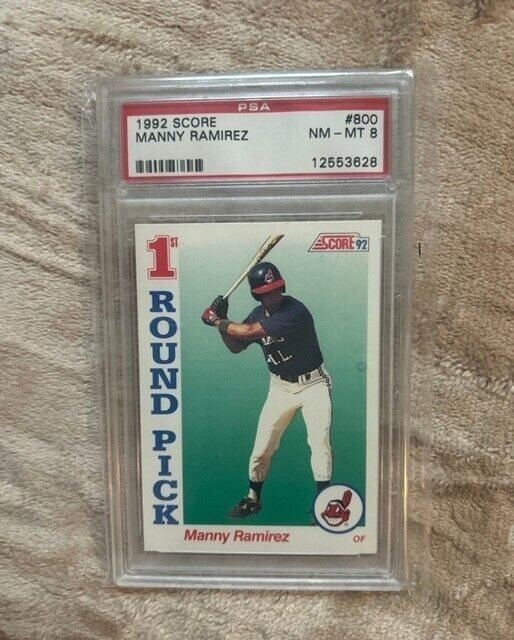 PSA
1992 SCORE #800
MANNY RAMIREZ NM - MT 8
12553628
1ST
ROUND PICK
SCORE 92
Manny Ramirez
OF